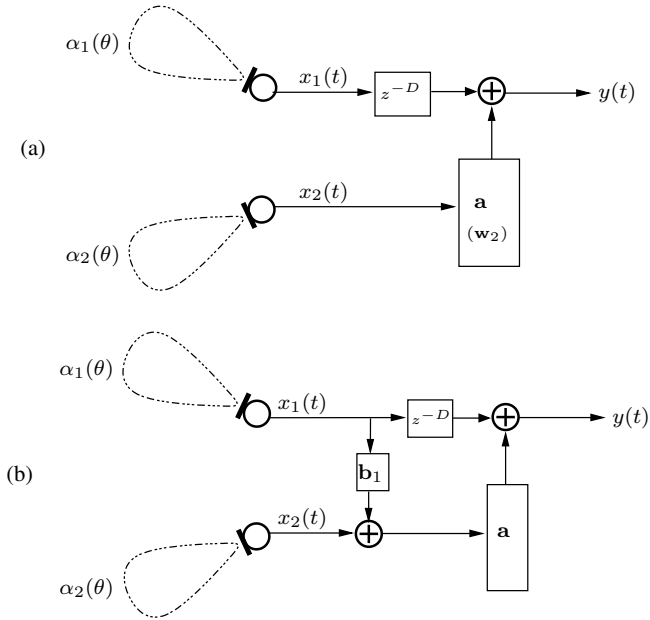 α₁(θ)
x₁(t)
z⁻ᴰ
y(t)
(a)
x₂(t)
a
(w₂)
α₂(θ)
α₁(θ)
x₁(t)
z⁻ᴰ
y(t)
(b)
b₁
x₂(t)
a
α₂(θ)